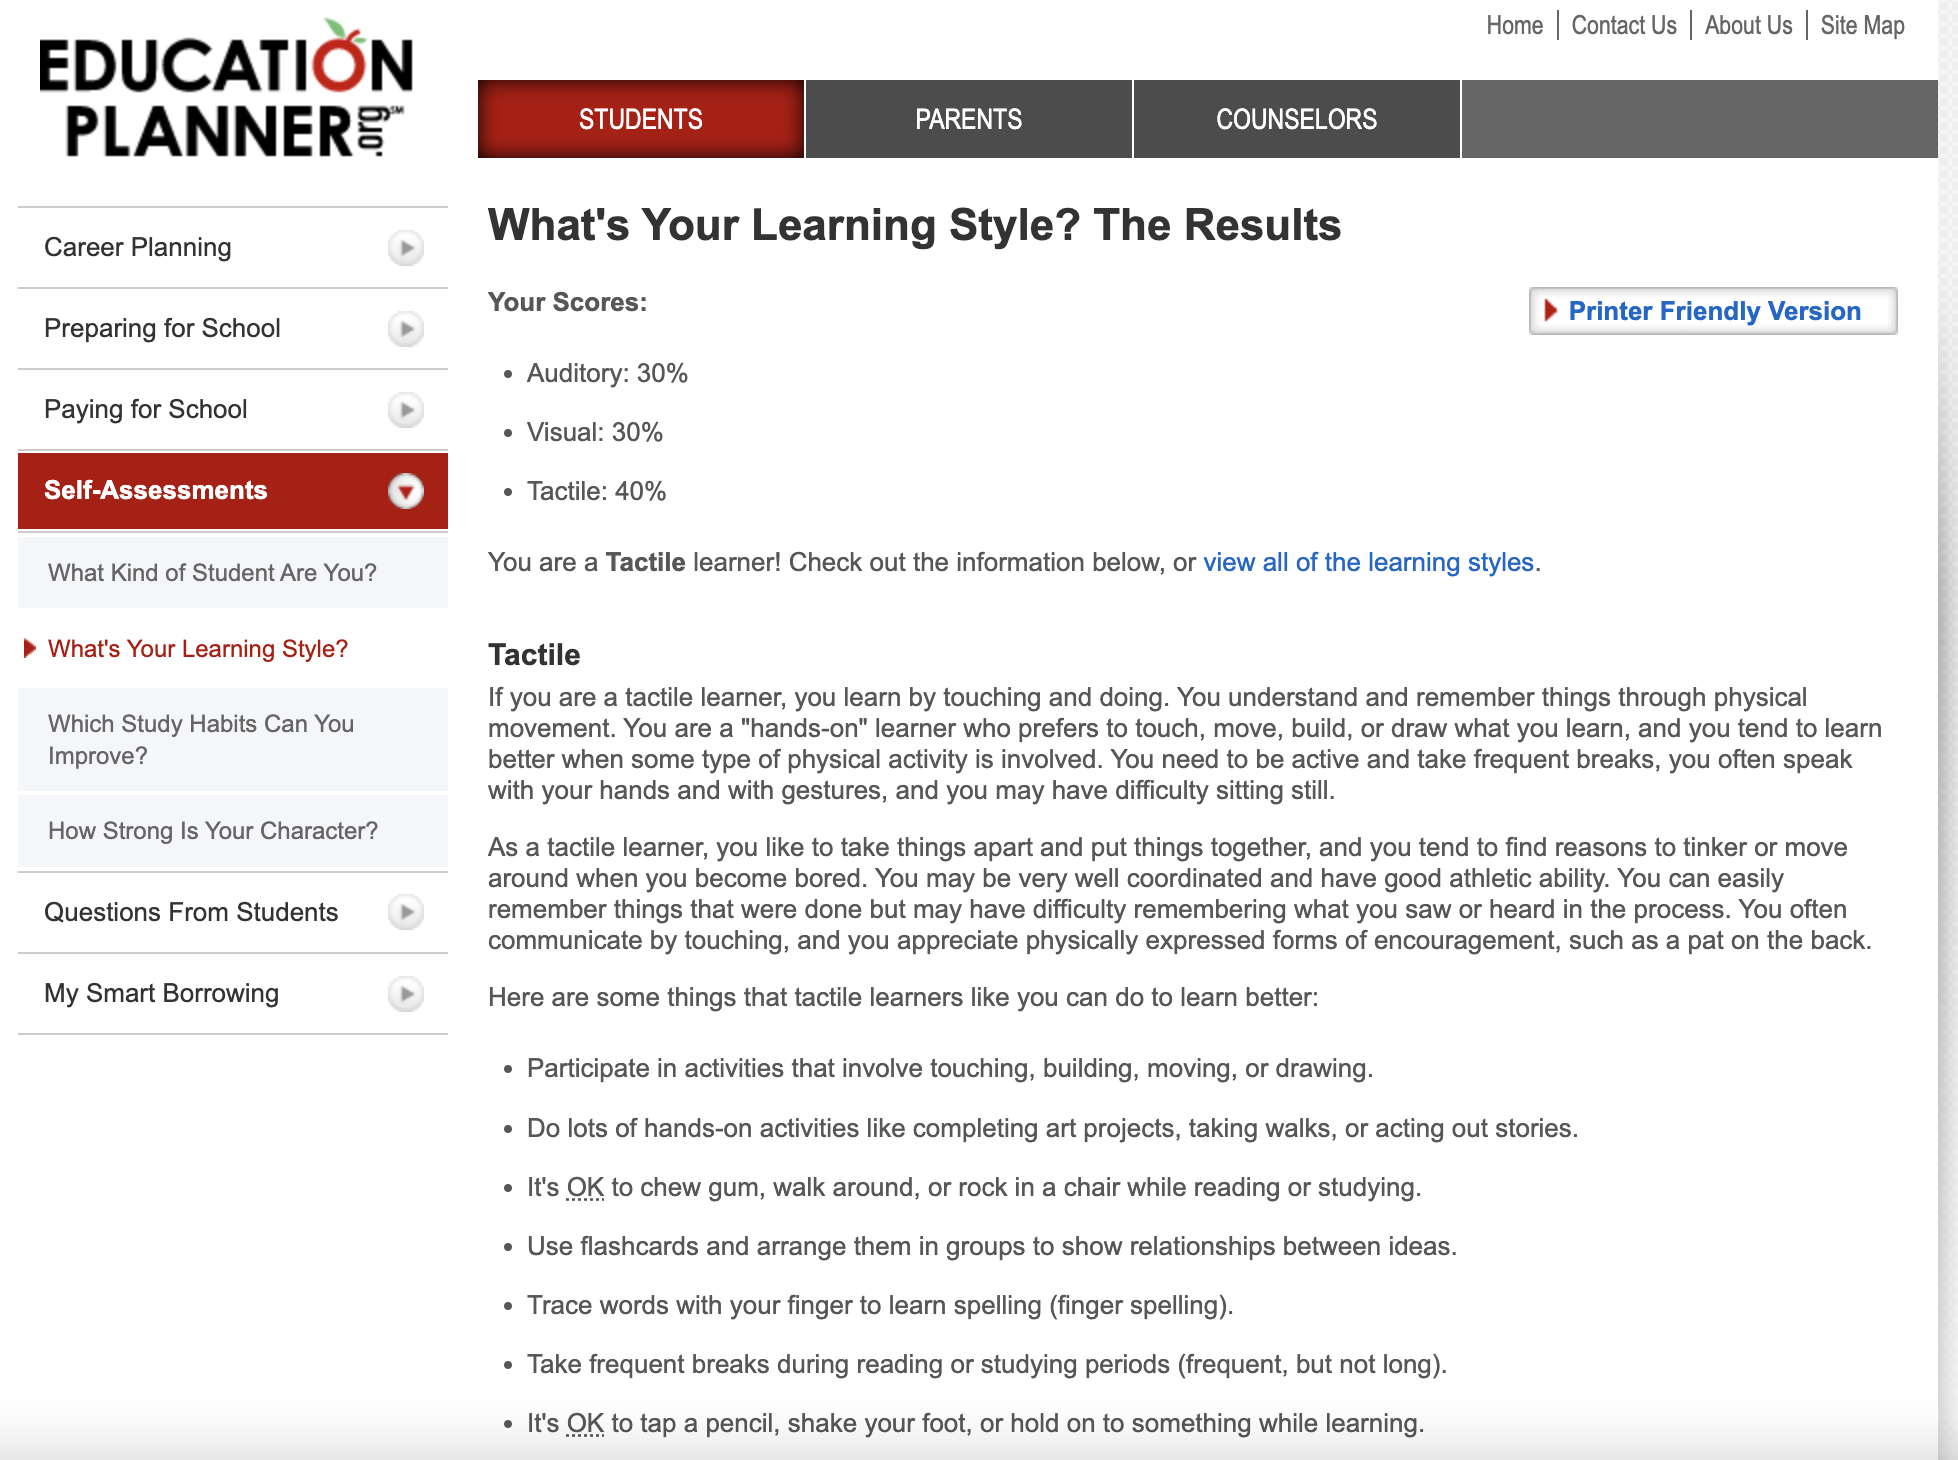 EDUCATION
PLANNER.org℠
Home | Contact Us | About Us | Site Map
STUDENTS
PARENTS
COUNSELORS
Career Planning
Preparing for School
Paying for School
Self-Assessments
What Kind of Student Are You?
What's Your Learning Style?
Which Study Habits Can You
Improve?
How Strong Is Your Character?
Questions From Students
My Smart Borrowing
What's Your Learning Style? The Results
Your Scores:
Printer Friendly Version
• Auditory: 30%
• Visual: 30%
• Tactile: 40%
You are a Tactile learner! Check out the information below, or view all of the learning styles.
Tactile
If you are a tactile learner, you learn by touching and doing. You understand and remember things through physical
movement. You are a "hands-on" learner who prefers to touch, move, build, or draw what you learn, and you tend to learn
better when some type of physical activity is involved. You need to be active and take frequent breaks, you often speak
with your hands and with gestures, and you may have difficulty sitting still.
As a tactile learner, you like to take things apart and put things together, and you tend to find reasons to tinker or move
around when you become bored. You may be very well coordinated and have good athletic ability. You can easily
remember things that were done but may have difficulty remembering what you saw or heard in the process. You often
communicate by touching, and you appreciate physically expressed forms of encouragement, such as a pat on the back.
Here are some things that tactile learners like you can do to learn better:
• Participate in activities that involve touching, building, moving, or drawing.
• Do lots of hands-on activities like completing art projects, taking walks, or acting out stories.
• It's OK to chew gum, walk around, or rock in a chair while reading or studying.
• Use flashcards and arrange them in groups to show relationships between ideas.
• Trace words with your finger to learn spelling (finger spelling).
• Take frequent breaks during reading or studying periods (frequent, but not long).
• It's OK to tap a pencil, shake your foot, or hold on to something while learning.